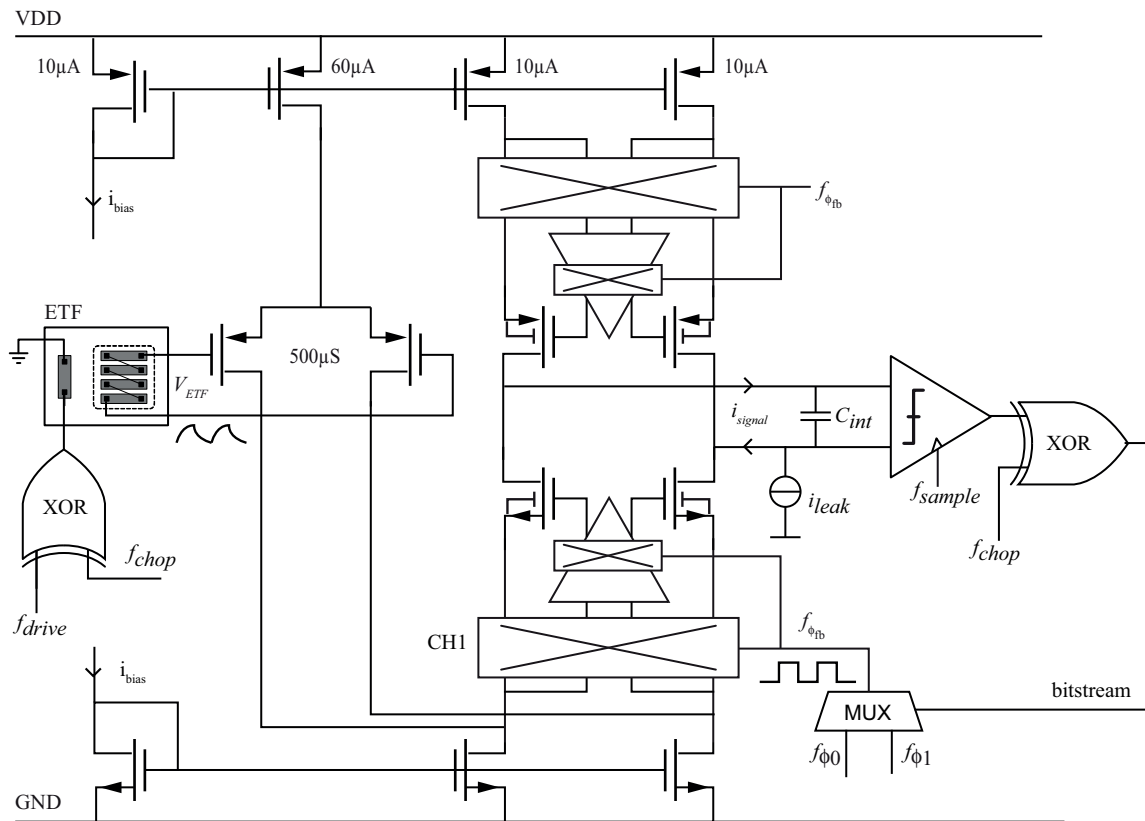 VDD
10µA
60µA
10µA
10µA
i_bias
f_ϕfb
ETF
500µS
V_ETF
i_signal
C_int
XOR
f_sample
i_leak
XOR
f_chop
f_chop
f_drive
CH1
f_ϕfb
i_bias
bitstream
MUX
f_ϕ0
f_ϕ1
GND